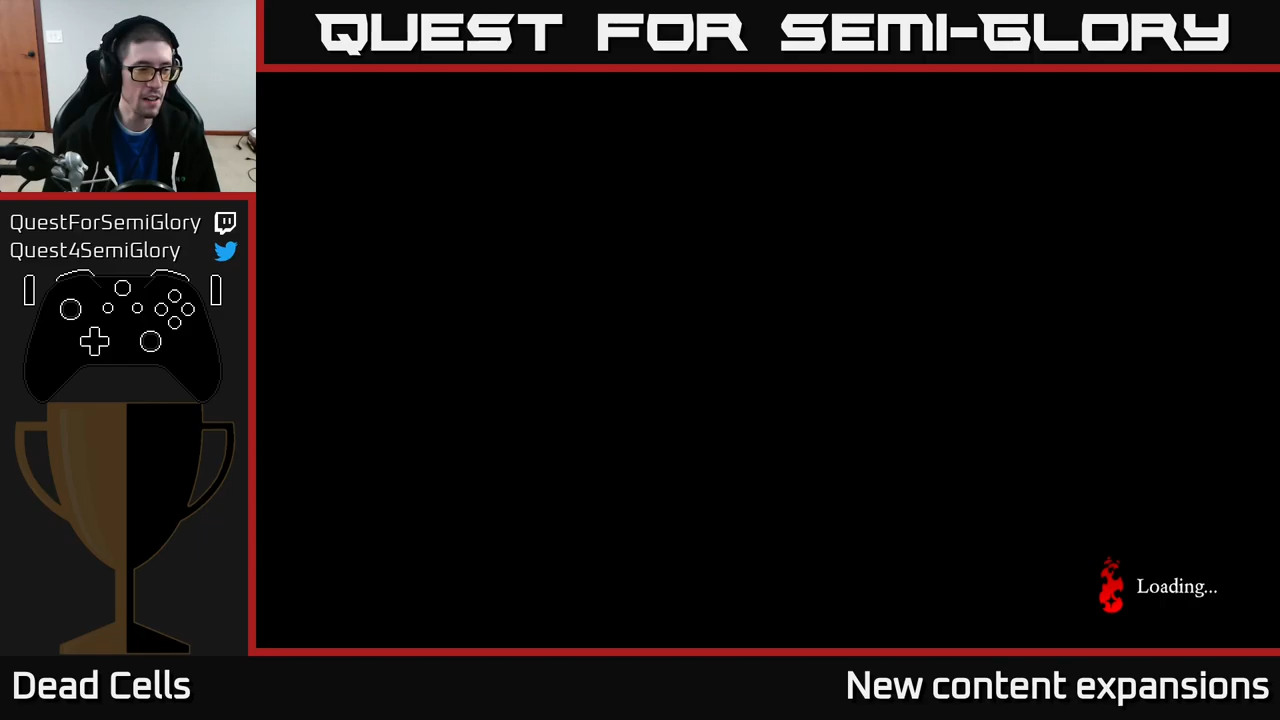 QUEST FOR SEMI-GLORY
QuestForSemiGlory
Quest4SemiGlory
Loading...
Dead Cells
New content expansions